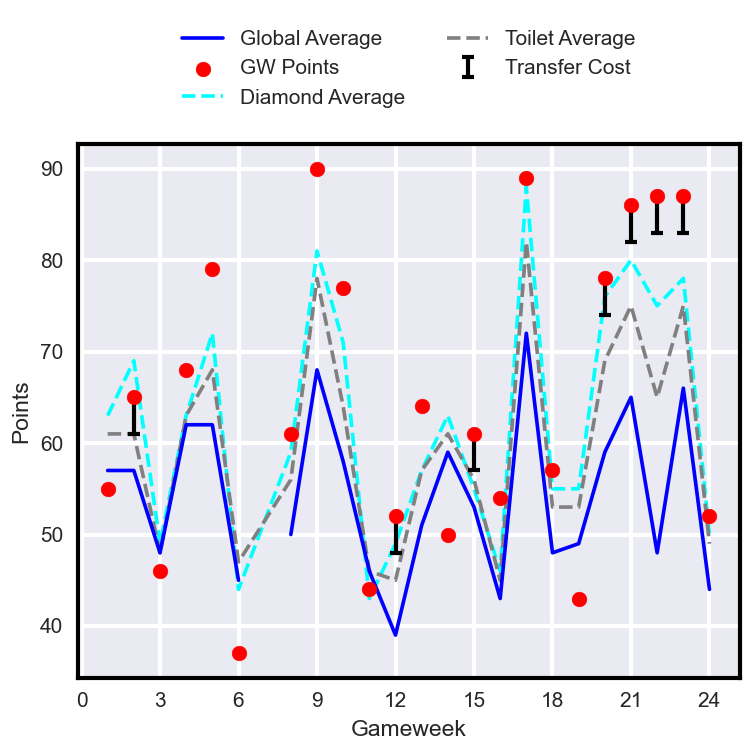 Global Average
GW Points
Diamond Average
Toilet Average
Transfer Cost
90
80
70
60
50
40
Points
0 3 6 9 12 15 18 21 24
Gameweek